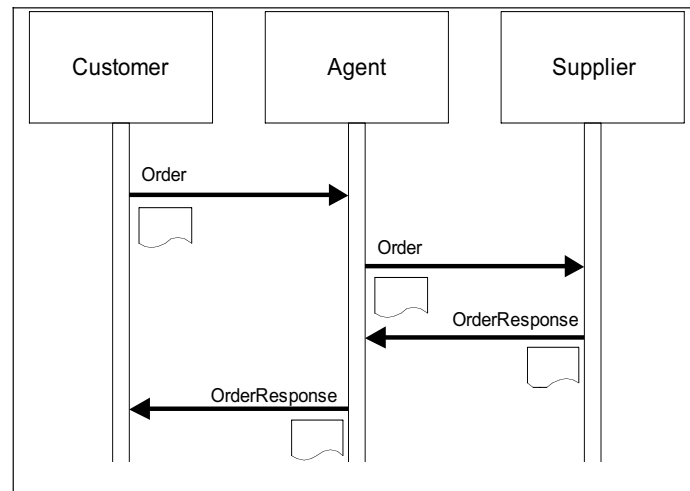 Customer
Agent
Supplier
Order
Order
OrderResponse
OrderResponse